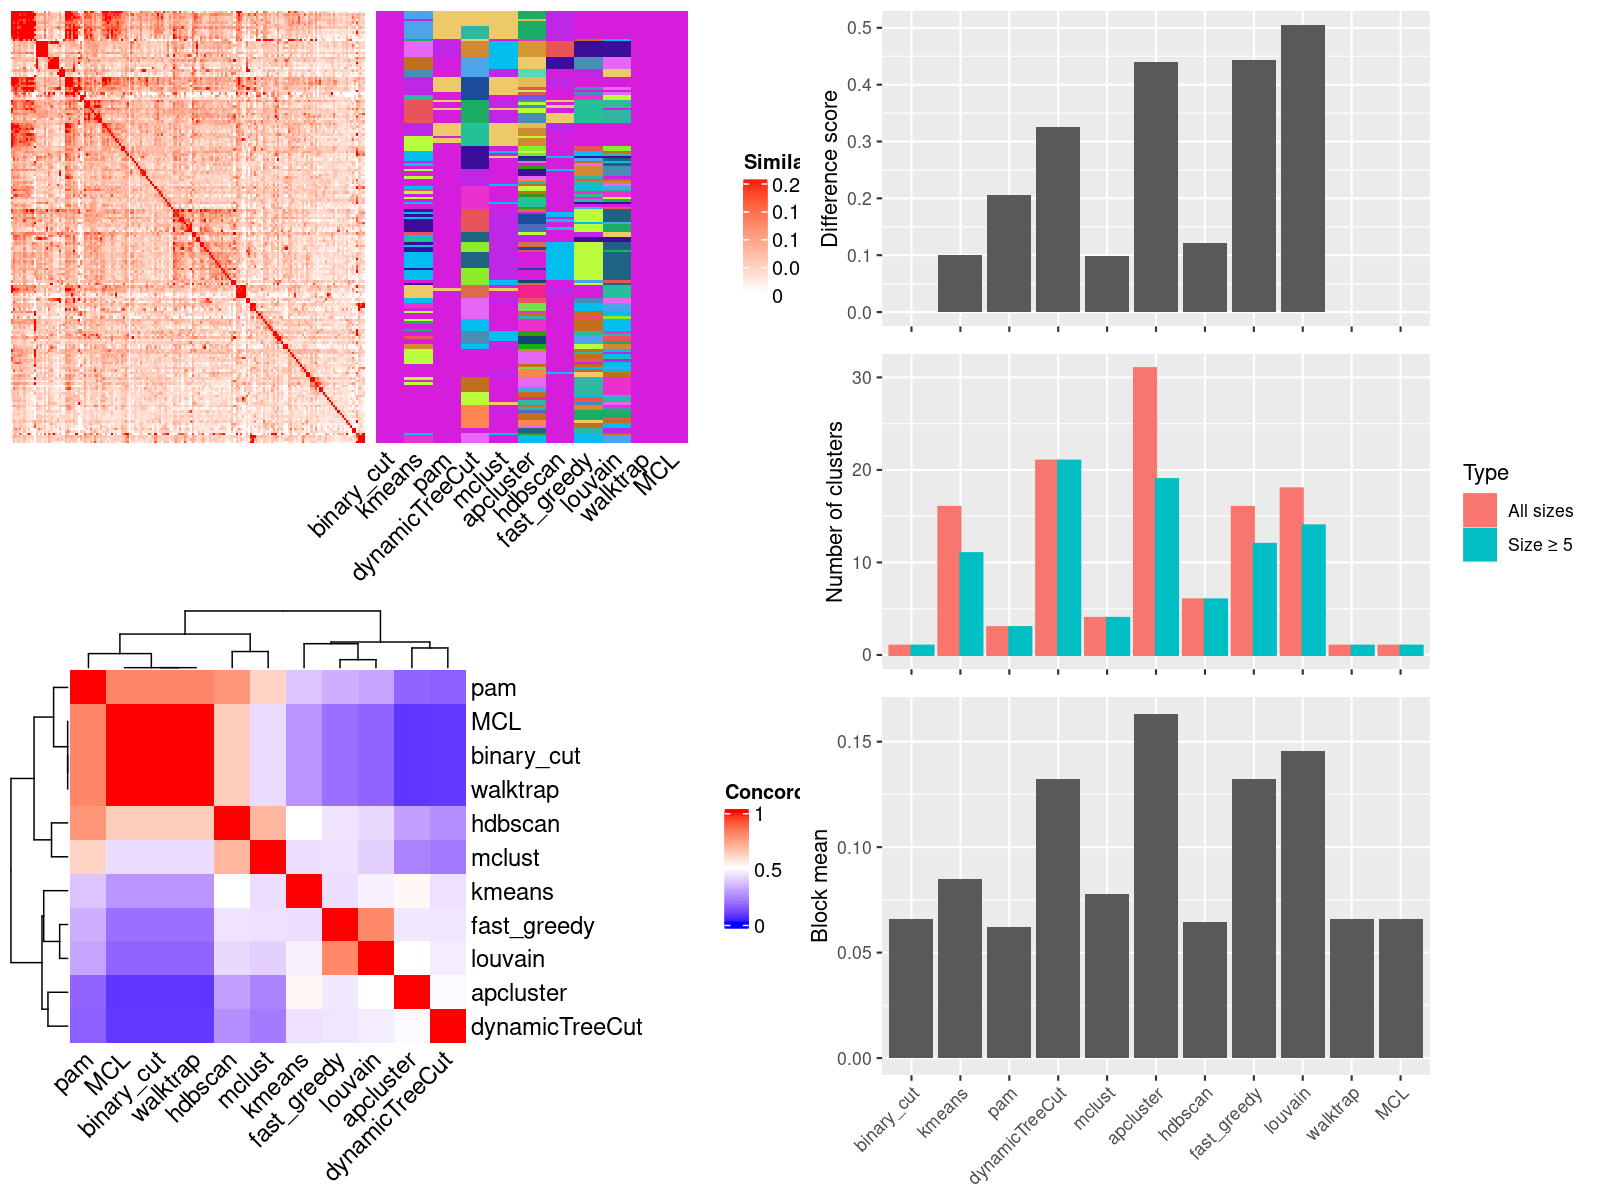 Simila
0.2
0.1
0.1
0.0
0
binary_cut
kmeans
pam
dynamicTreeCut
mclust
apcluster
hdbscan
fast_greedy
louvain
walktrap
MCL
pam
MCL
binary_cut
walktrap
hdbscan
mclust
kmeans
fast_greedy
louvain
apcluster
dynamicTreeCut
pam
MCL
binary_cut
walktrap
hdbscan
mclust
kmeans
fast_greedy
louvain
apcluster
dynamicTreeCut
Concord
1
0.5
0
Difference score
0.5
0.4
0.3
0.2
0.1
0.0
Number of clusters
30
20
10
0
Type
All sizes
Size ≥ 5
Block mean
0.15
0.10
0.05
0.00
binary_cut
kmeans
pam
dynamicTreeCut
mclust
apcluster
hdbscan
fast_greedy
louvain
walktrap
MCL